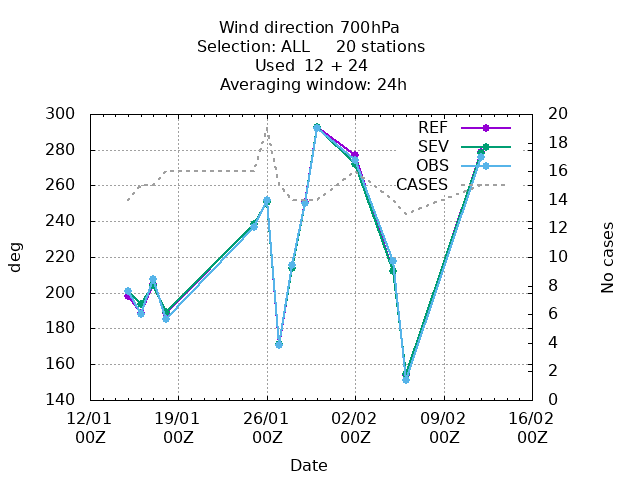 Wind direction 700hPa
Selection: ALL 20 stations
Used 12 + 24
Averaging window: 24h
300 20
REF
18
280 SEV
OBS 16
260 CASES
14
240
12
220 10
deg No cases
200 8
6
180
4
160
2
140 0
12/01 19/01 26/01 02/02 09/02 16/02
00Z 00Z 00Z 00Z 00Z 00Z
Date